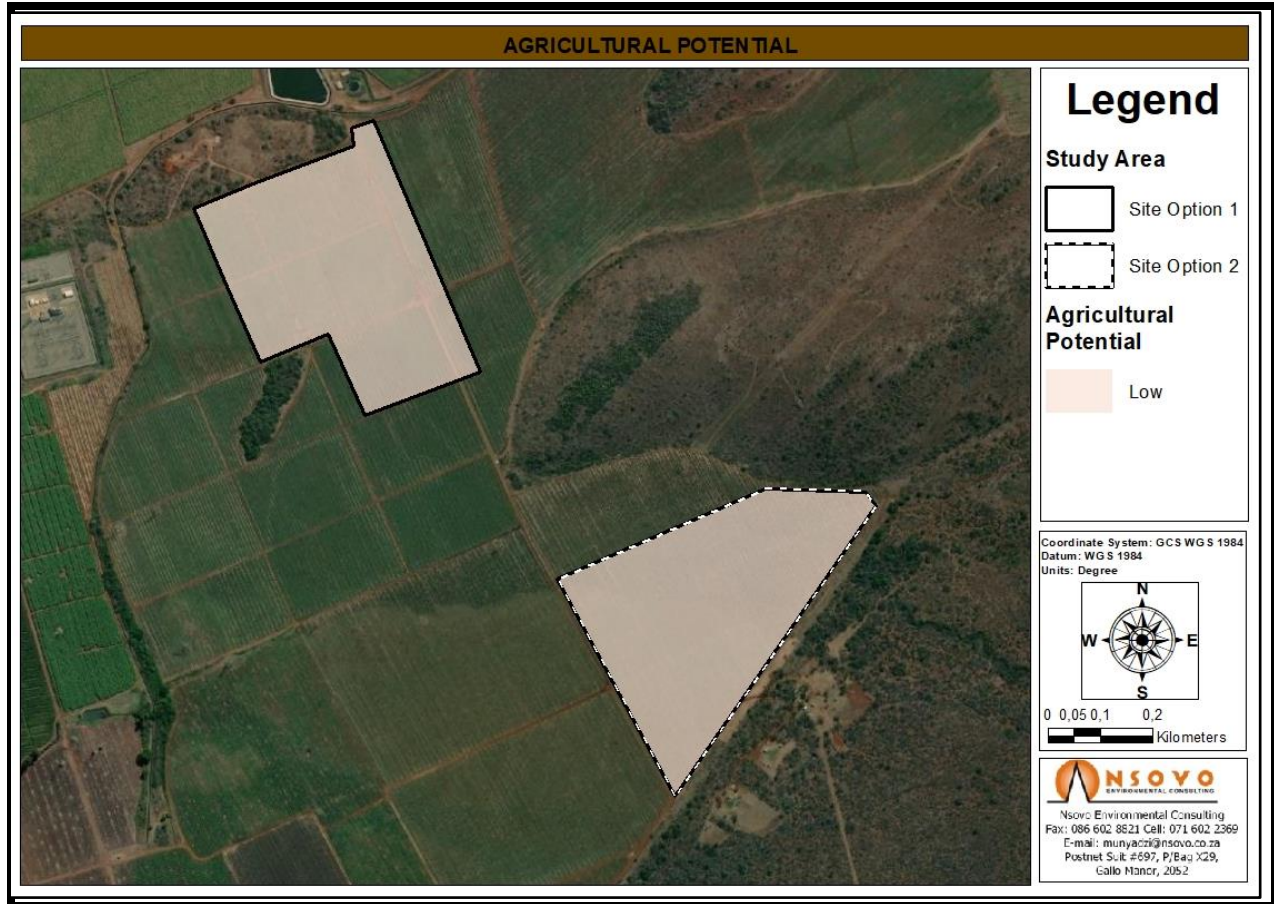 AGRICULTURAL POTENTIAL
Legend
Study Area
Site Option 1
Site Option 2
Agricultural
Potential
Low
Coordinate System: GCS WGS 1984
Datum: WGS 1984
Units: Degree
N
W E
S
0 0,05 0,1 0,2
Kilometers
NSOVO
ENVIRONMENTAL CONSULTING
Nsovo Environmental Consulting
Fax: 086 602 8821 Cell: 071 602 2369
E-mail: munyadzi@nsovo.co.za
Postnet Suit #697, P/Bag X29,
Gallo Manor, 2052